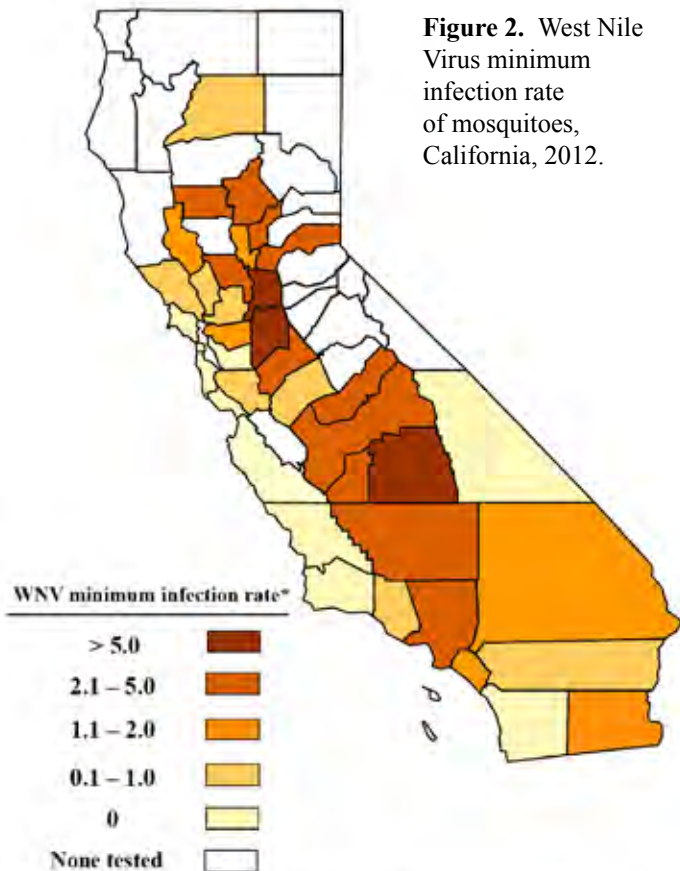 Figure 2. West Nile
Virus minimum
infection rate
of mosquitoes,
California, 2012.
WNV minimum infection rate*
> 5.0
2.1 – 5.0
1.1 – 2.0
0.1 – 1.0
0
None tested